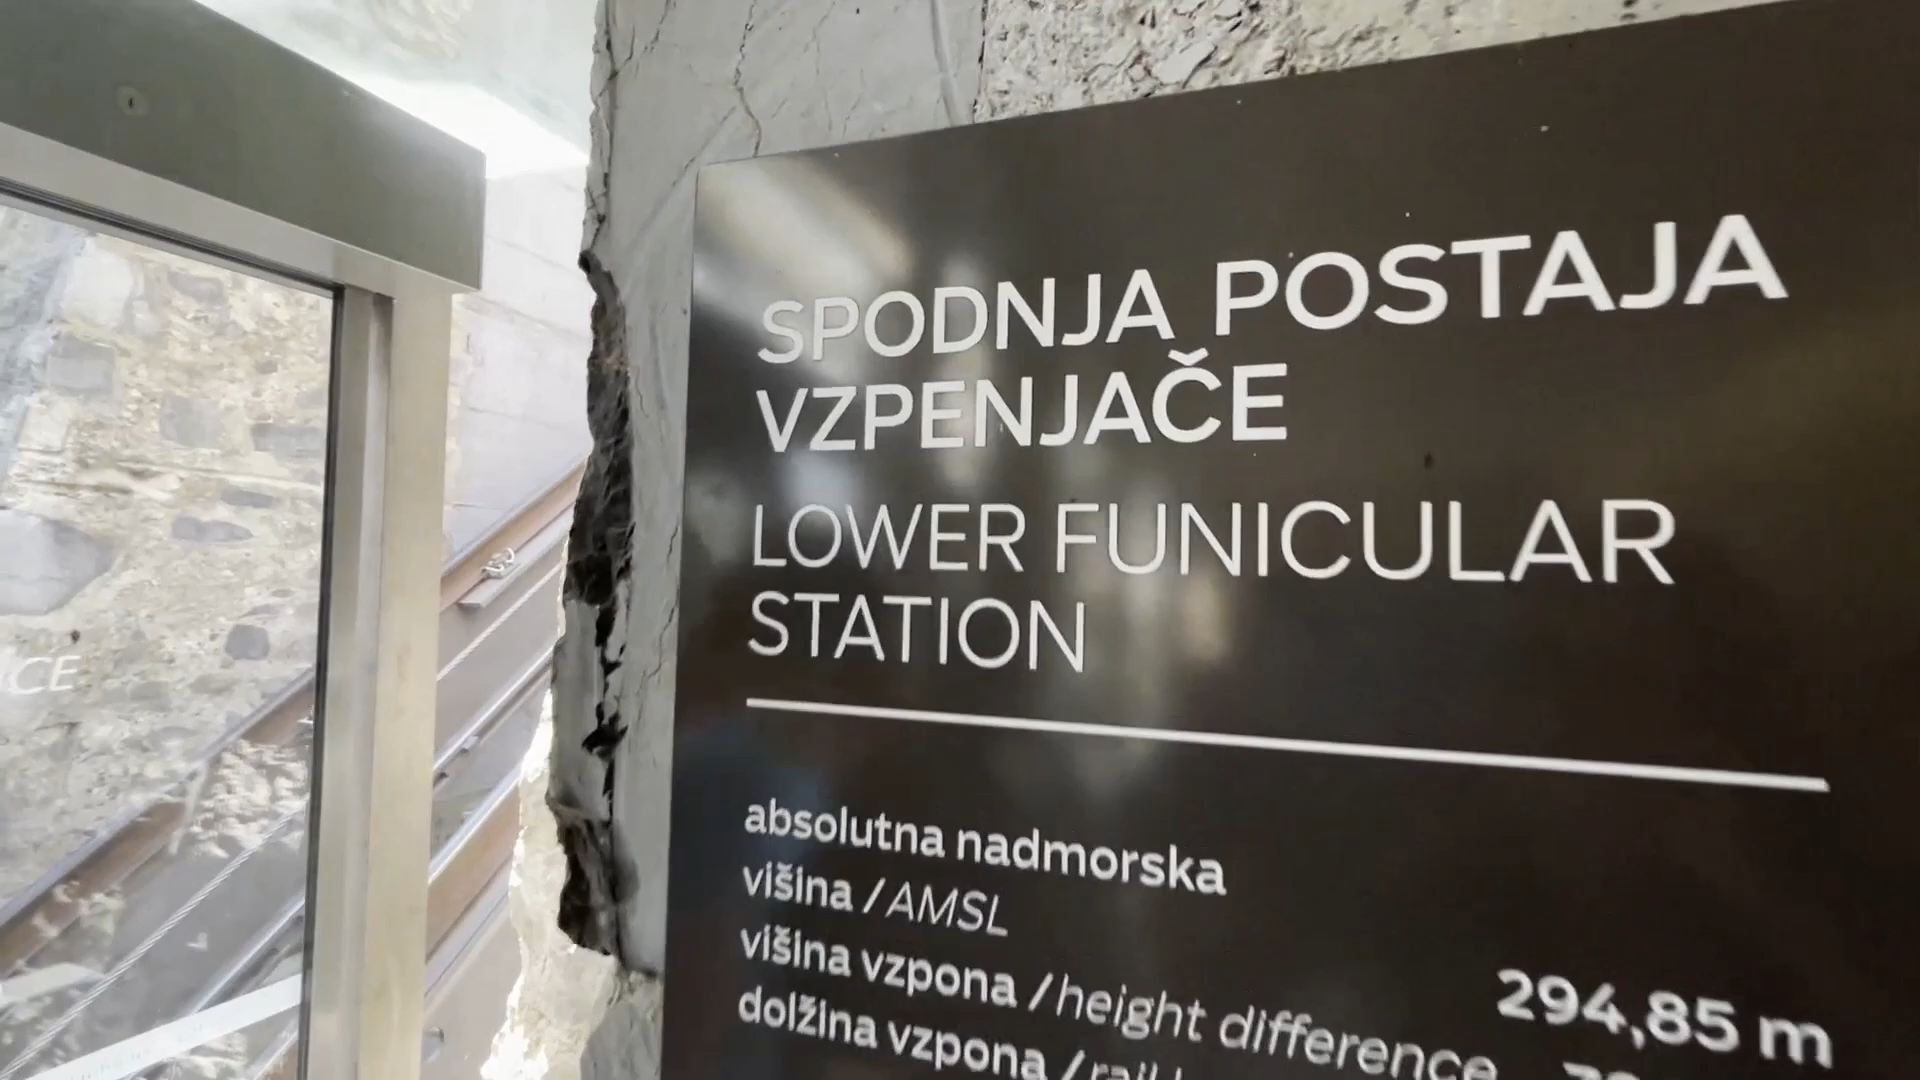 SPODNJA POSTAJA
VZPENJAČE
LOWER FUNICULAR
STATION
absolutna nadmorska
višina / AMSL 294,85 m
višina vzpona / height difference
dolžina vzpona /